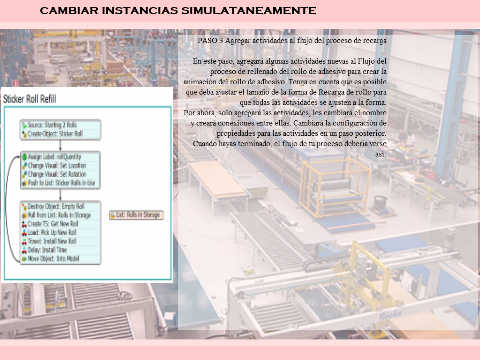 CAMBIAR INSTANCIAS SIMULATANEAMENTE
PASO 3 Agregar actividades al flujo del proceso de recarga
En este paso, agregará algunas actividades nuevas al Flujo del
proceso de rellenado del rollo de adhesivo para crear la
animación del rollo de adhesivo. Tenga en cuenta que es posible
que deba ajustar el tamaño de la forma de Recarga de rollo para
que todas las actividades se ajusten a la forma.
Por ahora, solo agregará las actividades, les cambiará el nombre
y creará conexiones entre ellas. Cambiará la configuración de
propiedades para las actividades en un paso posterior.
Cuando hayas terminado, el flujo de tu proceso debería verse
así:
Sticker Roll Refill
Source: Starting 2 Rolls
Create Object: Sticker Roll
Assign Label: rollQuantity
Change Visual: Set Location
Change Visual: Set Rotation
Push to List: Sticker Rolls in Use
Destroy Object: Empty Roll
Pull from List: Rolls in Storage
Create TS: Get New Roll
Load: Pick Up New Roll
Travel: Install New Roll
Delay: Install Time
Move Object: Into Model
List: Rolls in Storage